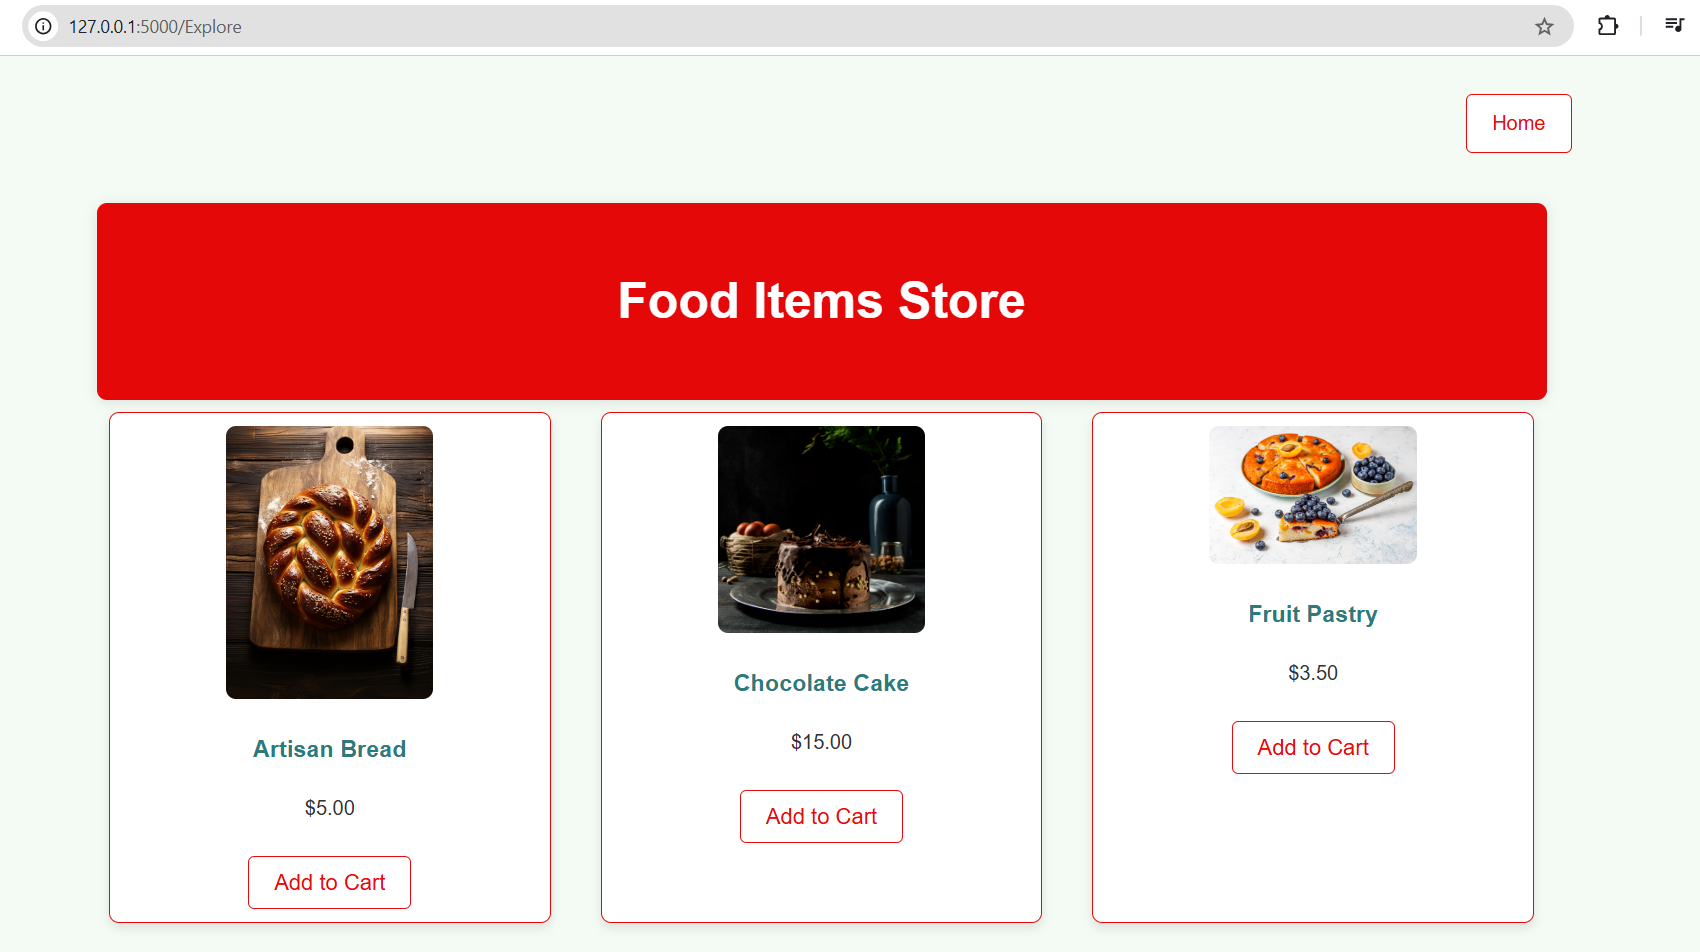 127.0.0.1:5000/Explore
Home
Food Items Store
Artisan Bread
$5.00
Add to Cart
Chocolate Cake
$15.00
Add to Cart
Fruit Pastry
$3.50
Add to Cart